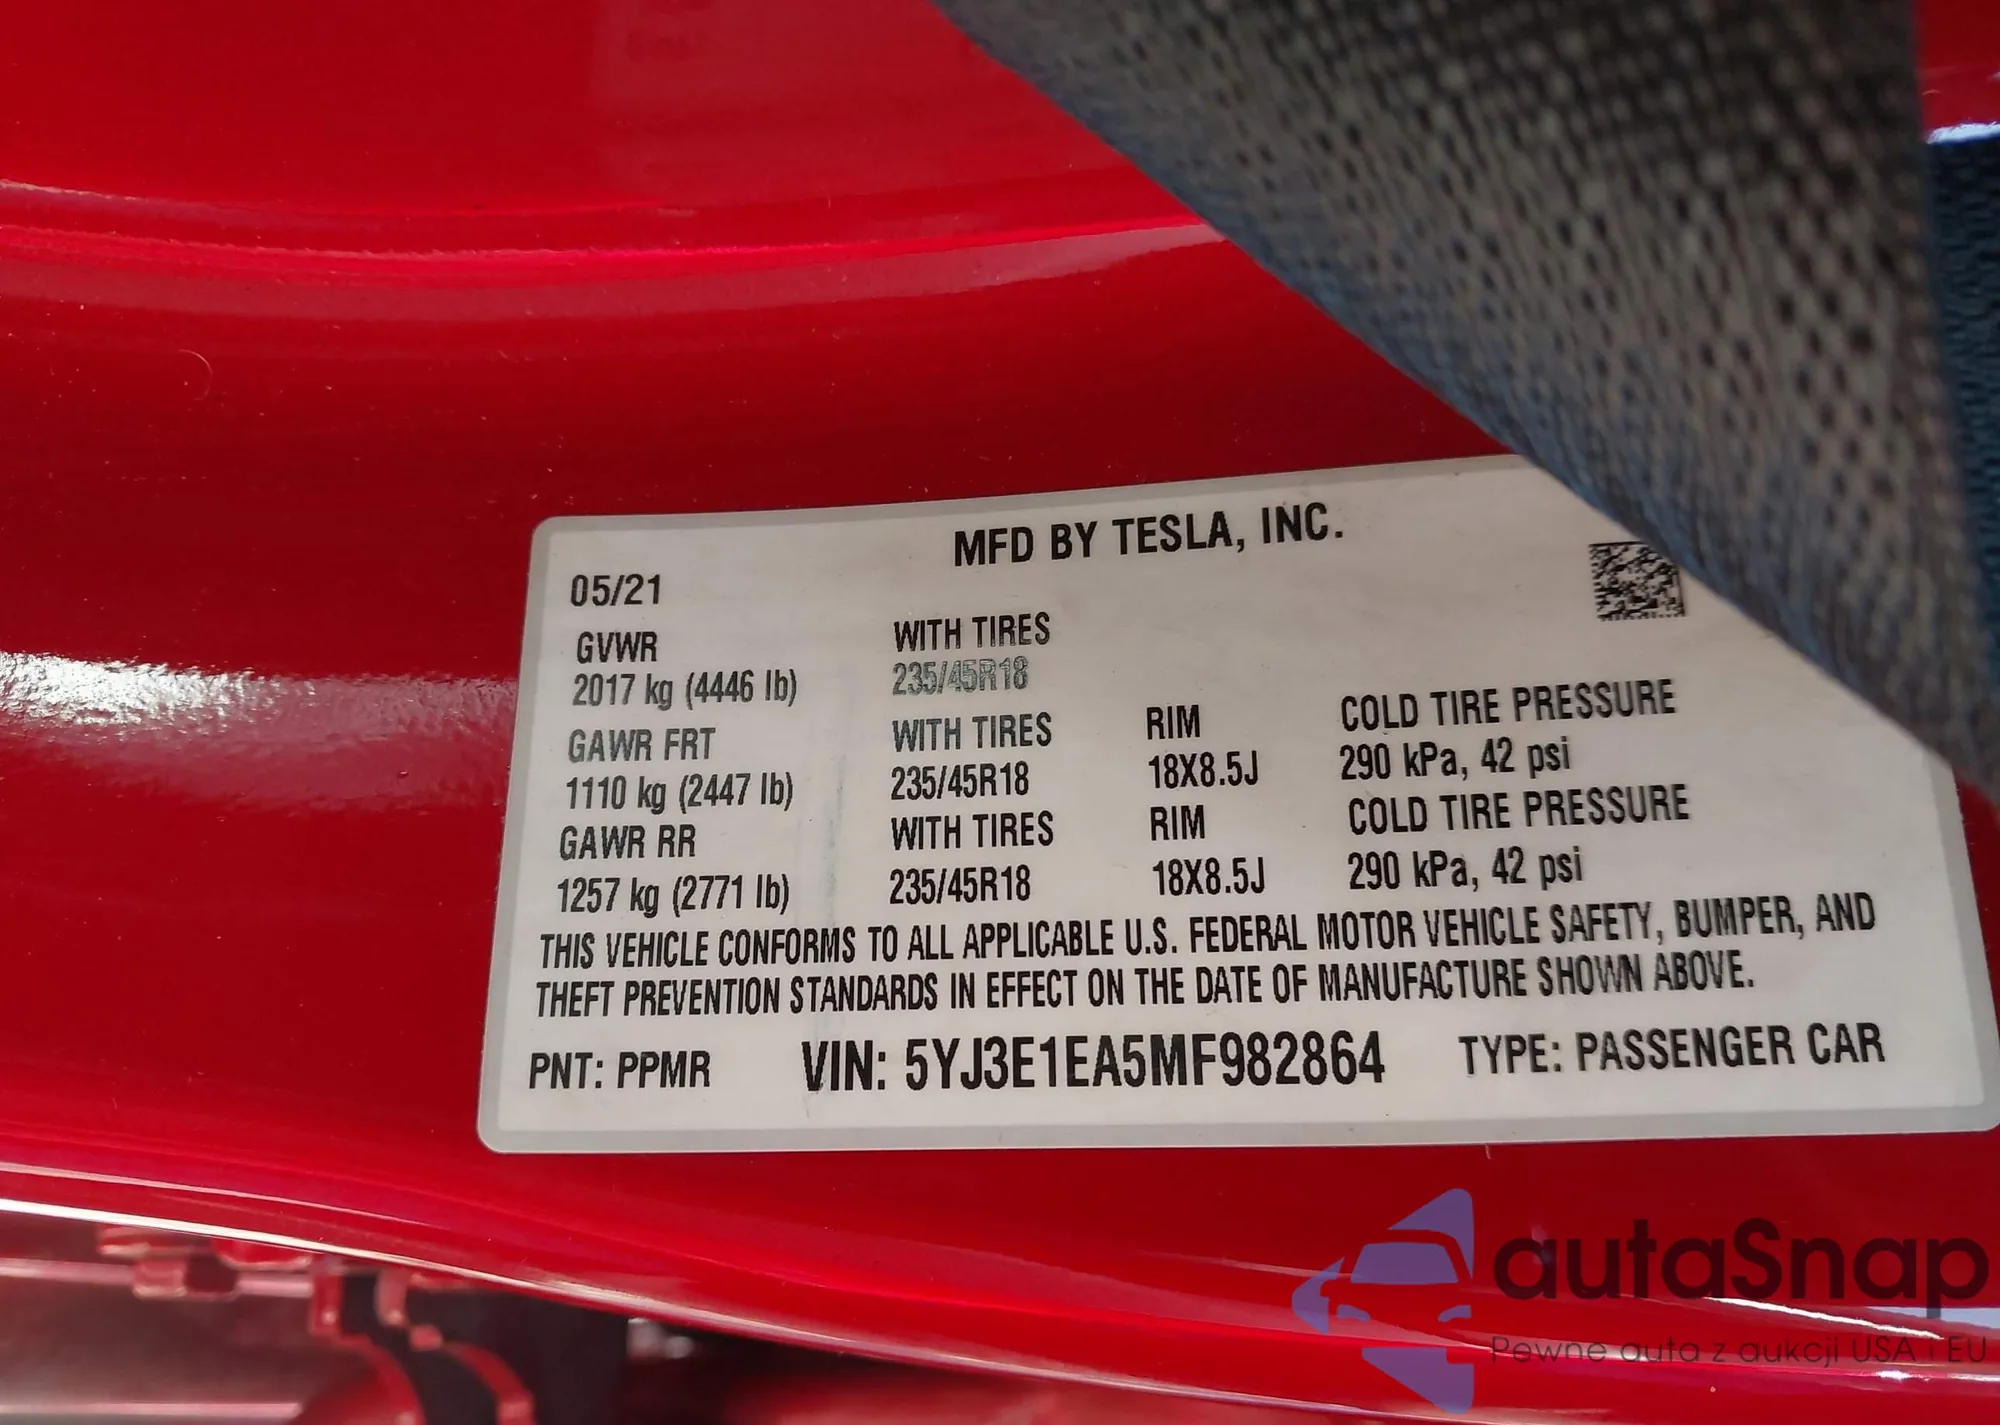 MFD BY TESLA, INC.
05/21
GVWR WITH TIRES
2017 kg (4446 lb) 235/45R18
GAWR FRT WITH TIRES RIM COLD TIRE PRESSURE
1110 kg (2447 lb) 235/45R18 18X8.5J 290 kPa, 42 psi
GAWR RR WITH TIRES RIM COLD TIRE PRESSURE
1257 kg (2771 lb) 235/45R18 18X8.5J 290 kPa, 42 psi
THIS VEHICLE CONFORMS TO ALL APPLICABLE U.S. FEDERAL MOTOR VEHICLE SAFETY, BUMPER, AND
THEFT PREVENTION STANDARDS IN EFFECT ON THE DATE OF MANUFACTURE SHOWN ABOVE.
PNT: PPMR VIN: 5YJ3E1EA5MF982864 TYPE: PASSENGER CAR
autaSnap
Pewne auta z aukcji USA i EU